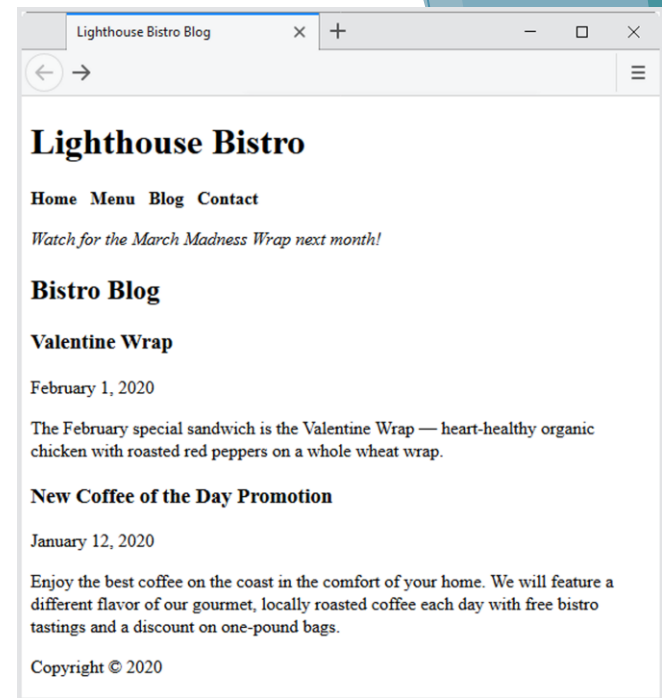 Lighthouse Bistro Blog
Lighthouse Bistro
Home Menu Blog Contact
Watch for the March Madness Wrap next month!
Bistro Blog
Valentine Wrap
February 1, 2020
The February special sandwich is the Valentine Wrap — heart-healthy organic
chicken with roasted red peppers on a whole wheat wrap.
New Coffee of the Day Promotion
January 12, 2020
Enjoy the best coffee on the coast in the comfort of your home. We will feature a
different flavor of our gourmet, locally roasted coffee each day with free bistro
tastings and a discount on one-pound bags.
Copyright © 2020